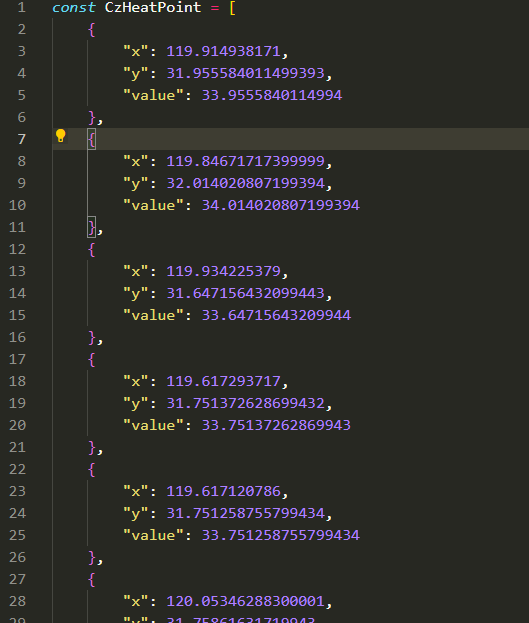 1 const CzHeatPoint = [
2 {
3 "x": 119.914938171,
4 "y": 31.955584011499393,
5 "value": 33.9555840114994
6 },
7 {
8 "x": 119.84671717399999,
9 "y": 32.014020807199394,
10 "value": 34.014020807199394
11 },
12 {
13 "x": 119.934225379,
14 "y": 31.647156432099443,
15 "value": 33.64715643209944
16 },
17 {
18 "x": 119.617293717,
19 "y": 31.751372628699432,
20 "value": 33.75137262869943
21 },
22 {
23 "x": 119.617120786,
24 "y": 31.751258755799434,
25 "value": 33.751258755799434
26 },
27 {
28 "x": 120.05346288300001,
29 "y": 31.75861631719943,